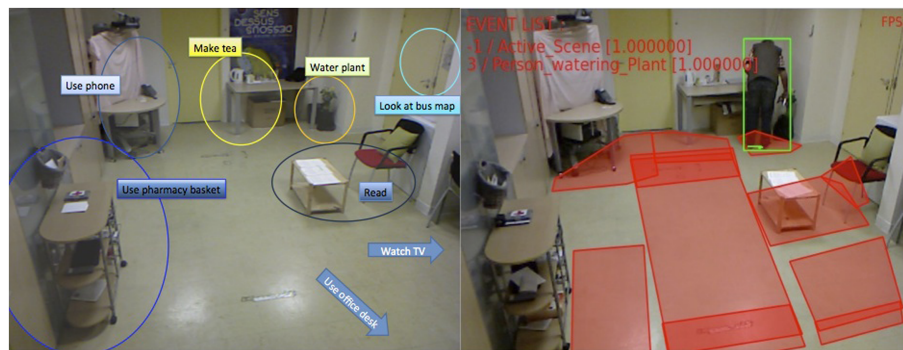 SENS
DESSUS
DESSOUS
Make tea
Use phone
Water plant
Look at bus map
Use pharmacy basket
Read
Watch TV
Use office desk
EVENT LIST
-1 / Active_Scene [1.000000]
3 / Person_watering_Plant [1.000000]
FPS